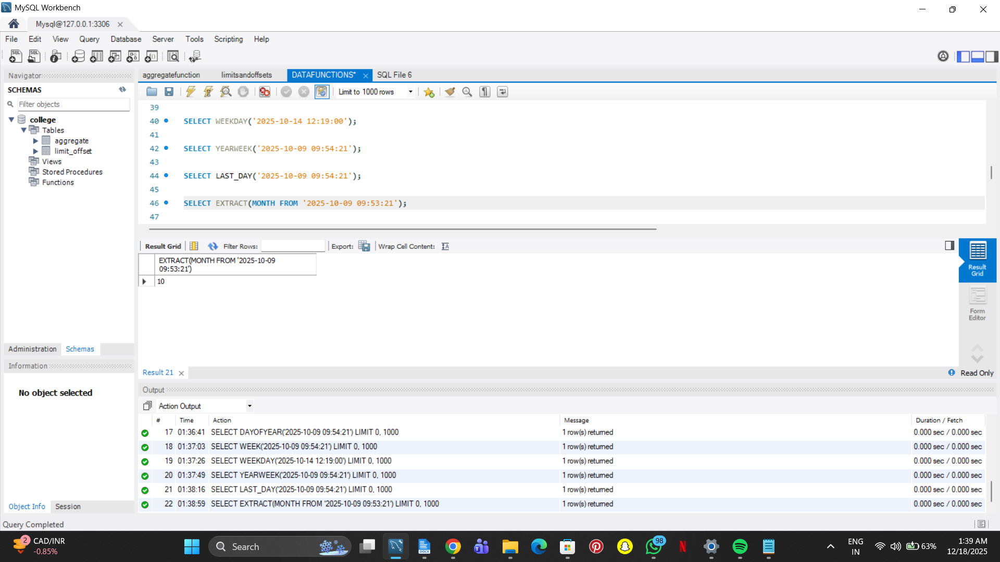 MySQL Workbench
Mysql@127.0.0.1:3306
File Edit View Query Database Server Tools Scripting Help
Navigator
SCHEMAS
Filter objects
college
Tables
aggregate
limit_offset
Views
Stored Procedures
Functions
Administration Schemas
Information
No object selected
Object Info Session
aggregatefunction limitsandoffsets DATAFUNCTIONS* SQL File 6
Limit to 1000 rows
39
40 SELECT WEEKDAY('2025-10-14 12:19:00');
41
42 SELECT YEARWEEK('2025-10-09 09:54:21');
43
44 SELECT LAST_DAY('2025-10-09 09:54:21');
45
46 SELECT EXTRACT(MONTH FROM '2025-10-09 09:53:21');
47
Result Grid Filter Rows: Export: Wrap Cell Content:
EXTRACT(MONTH FROM '2025-10-09
09:53:21')
10
Result
Grid
Form
Editor
Result 21 Read Only
Output
Action Output
# Time Action Message Duration / Fetch
17 01:36:41 SELECT DAYOFYEAR('2025-10-09 09:54:21') LIMIT 0, 1000 1 row(s) returned 0.000 sec / 0.000 sec
18 01:37:03 SELECT WEEK('2025-10-09 09:54:21') LIMIT 0, 1000 1 row(s) returned 0.000 sec / 0.000 sec
19 01:37:26 SELECT WEEKDAY('2025-10-14 12:19:00') LIMIT 0, 1000 1 row(s) returned 0.000 sec / 0.000 sec
20 01:37:49 SELECT YEARWEEK('2025-10-09 09:54:21') LIMIT 0, 1000 1 row(s) returned 0.000 sec / 0.000 sec
21 01:38:16 SELECT LAST_DAY('2025-10-09 09:54:21') LIMIT 0, 1000 1 row(s) returned 0.000 sec / 0.000 sec
22 01:38:59 SELECT EXTRACT(MONTH FROM '2025-10-09 09:53:21') LIMIT 0, 1000 1 row(s) returned 0.000 sec / 0.000 sec
Query Completed
2 CAD/INR
-0.85%
Search
98
ENG
IN
63%
1:39 AM
12/18/2025